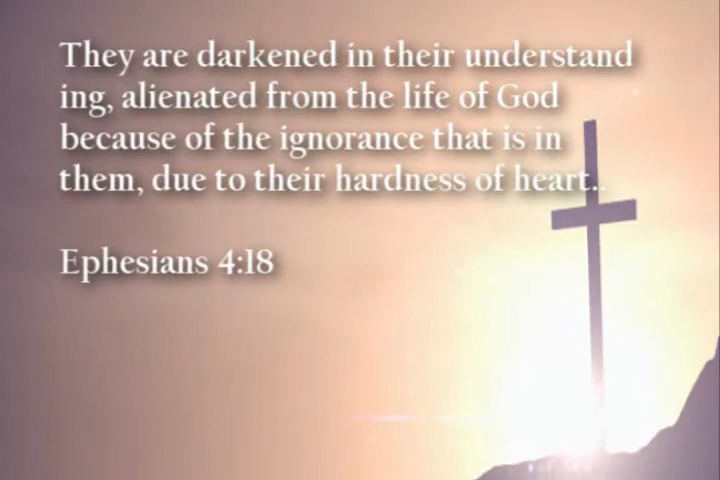 They are darkened in their understand
ing, alienated from the life of God
because of the ignorance that is in
them, due to their hardness of heart..
Ephesians 4:18